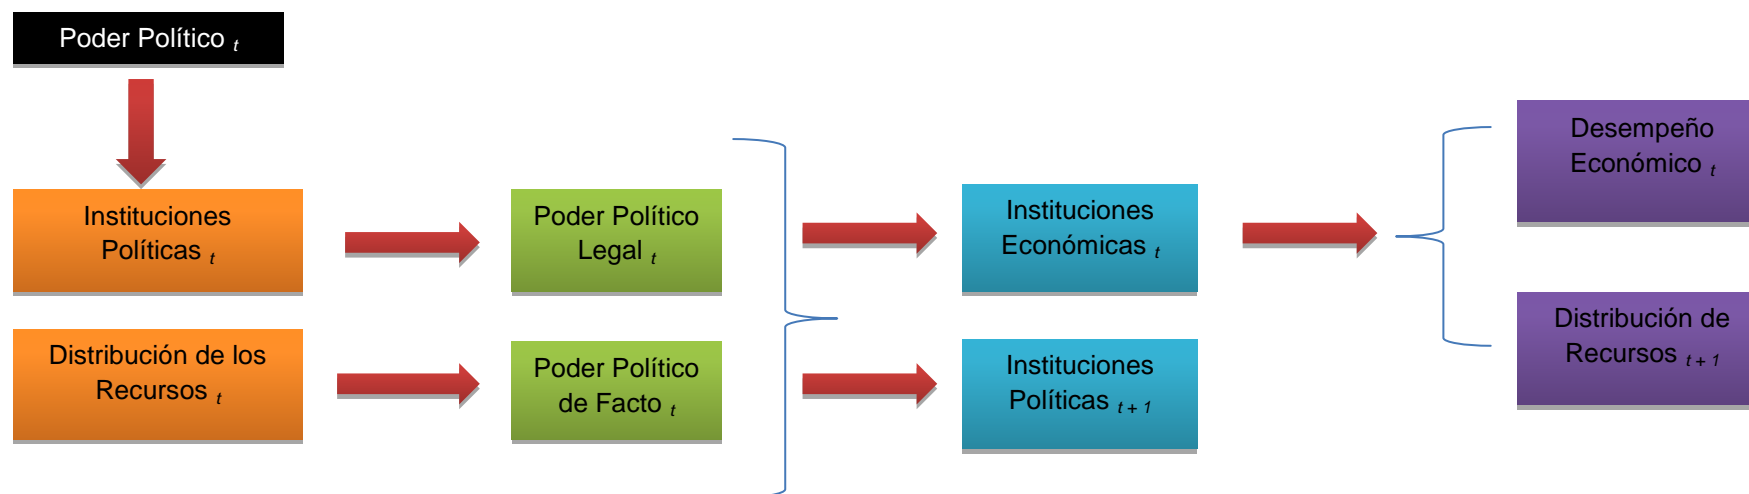 Poder Político t
Instituciones
Políticas t
Distribución de los
Recursos t
Poder Político
Legal t
Poder Político
de Facto t
Instituciones
Económicas t
Instituciones
Políticas t + 1
Desempeño
Económico t
Distribución de
Recursos t + 1